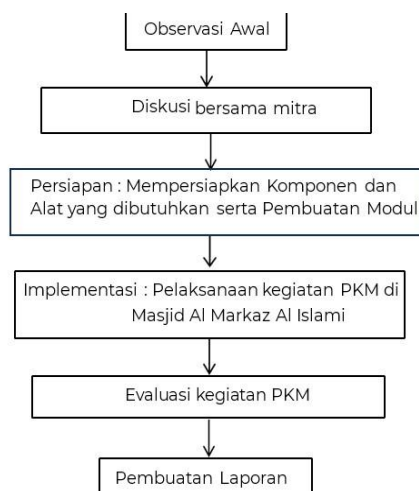 Observasi Awal
Diskusi bersama mitra
Persiapan : Mempersiapkan Komponen dan
Alat yang dibutuhkan serta Pembuatan Modul
Implementasi : Pelaksanaan kegiatan PKM di
Masjid Al Markaz Al Islami
Evaluasi kegiatan PKM
Pembuatan Laporan